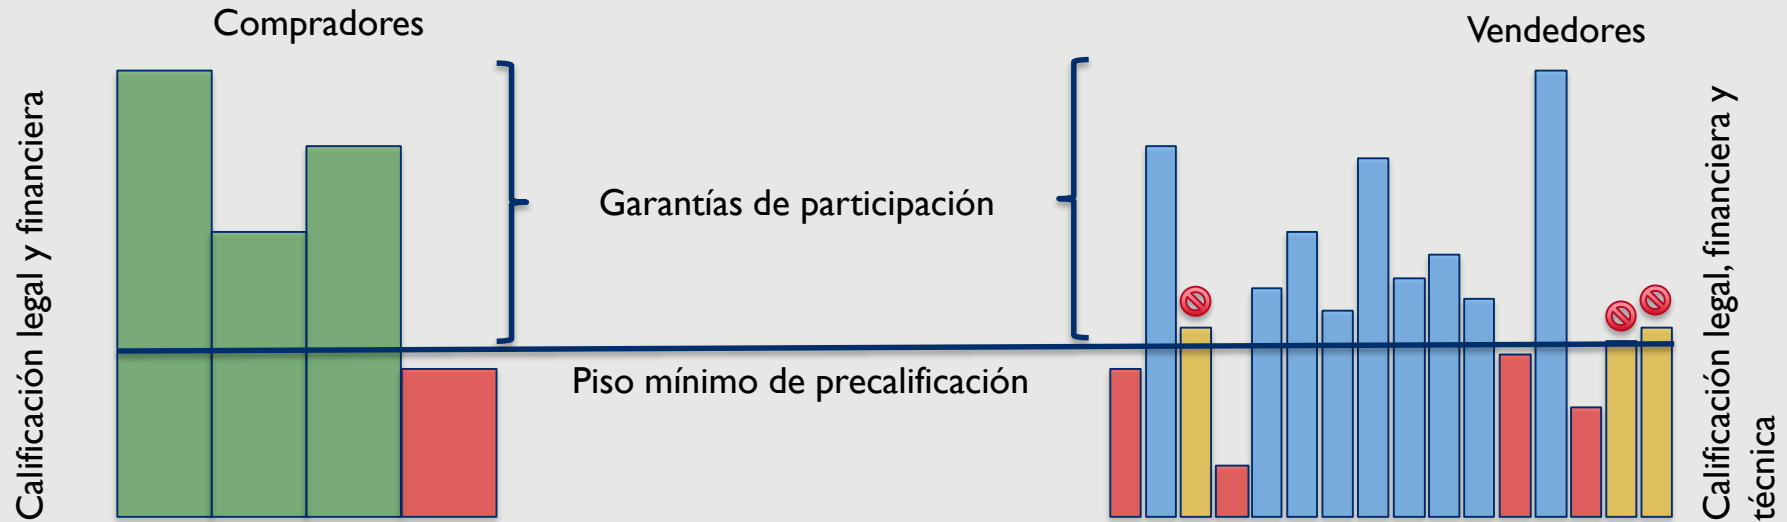 Compradores
Vendedores
Calificación legal y financiera
Garantías de participación
Piso mínimo de precalificación
Calificación legal, financiera y
técnica